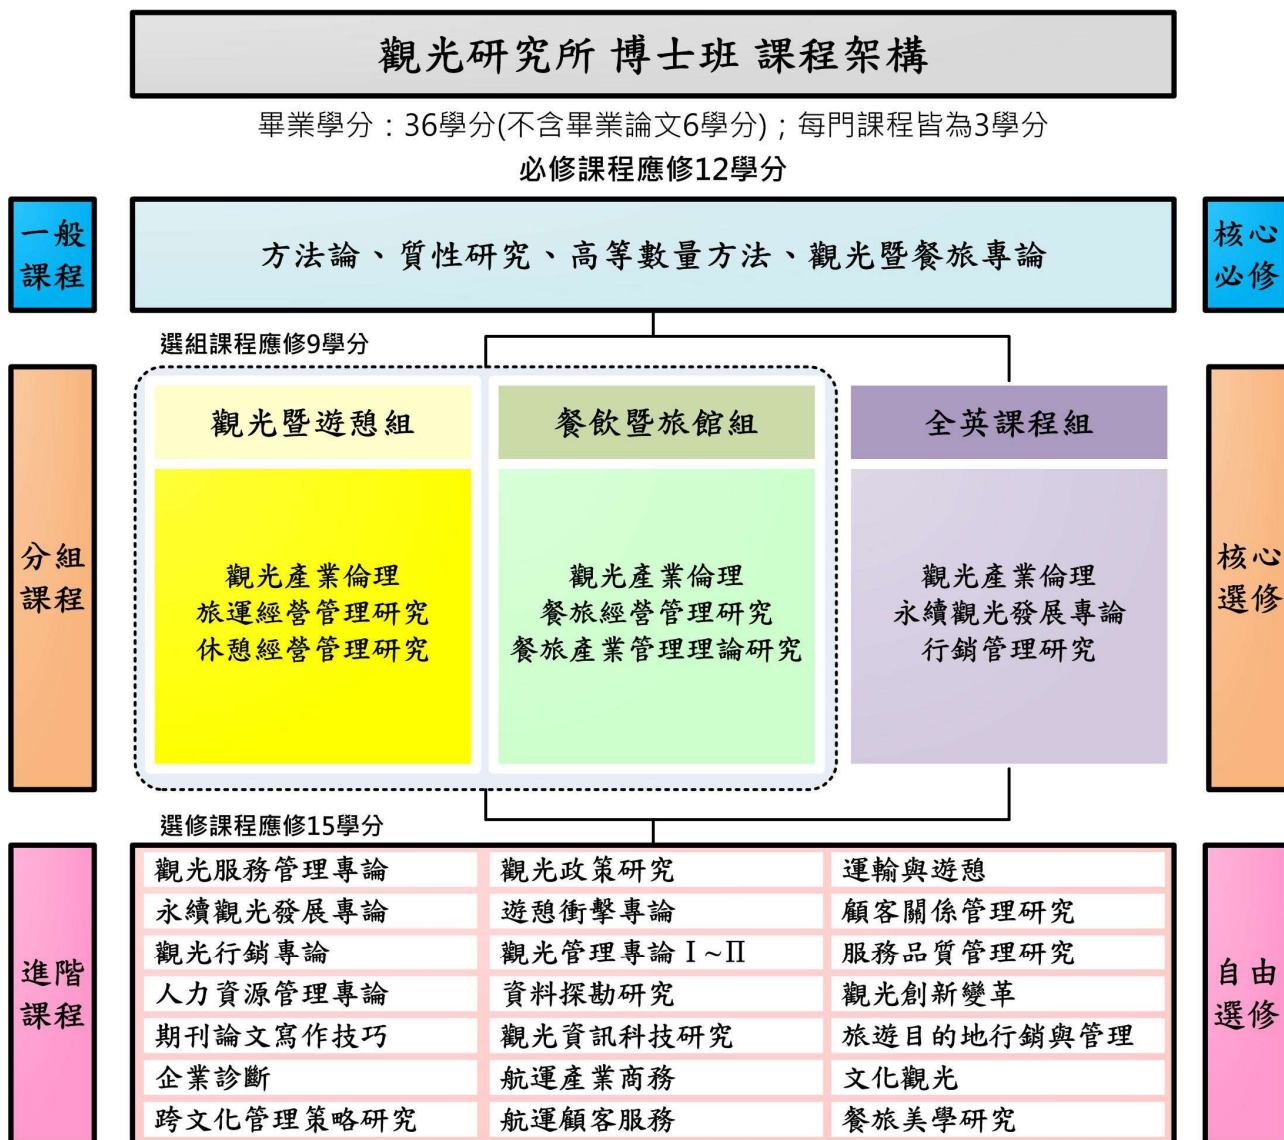 觀光研究所 博士班 課程架構
畢業學分：36學分(不含畢業論文6學分)；每門課程皆為3學分
必修課程應修12學分
一般
課程
方法論、質性研究、高等數量方法、觀光暨餐旅專論
核心
必修
選組課程應修9學分
分組
課程
觀光暨遊憩組
觀光產業倫理
旅運經營管理研究
休憩經營管理研究
餐飲暨旅館組
觀光產業倫理
餐旅經營管理研究
餐旅產業管理理論研究
全英課程組
觀光產業倫理
永續觀光發展專論
行銷管理研究
核心
選修
選修課程應修15學分
進階
課程
觀光服務管理專論
觀光政策研究
運輸與遊憩
永續觀光發展專論
遊憩衝擊專論
顧客關係管理研究
觀光行銷專論
觀光管理專論 I～II
服務品質管理研究
人力資源管理專論
資料探勘研究
觀光創新變革
期刊論文寫作技巧
觀光資訊科技研究
旅遊目的地行銷與管理
企業診斷
航運產業商務
文化觀光
跨文化管理策略研究
航運顧客服務
餐旅美學研究
自由
選修